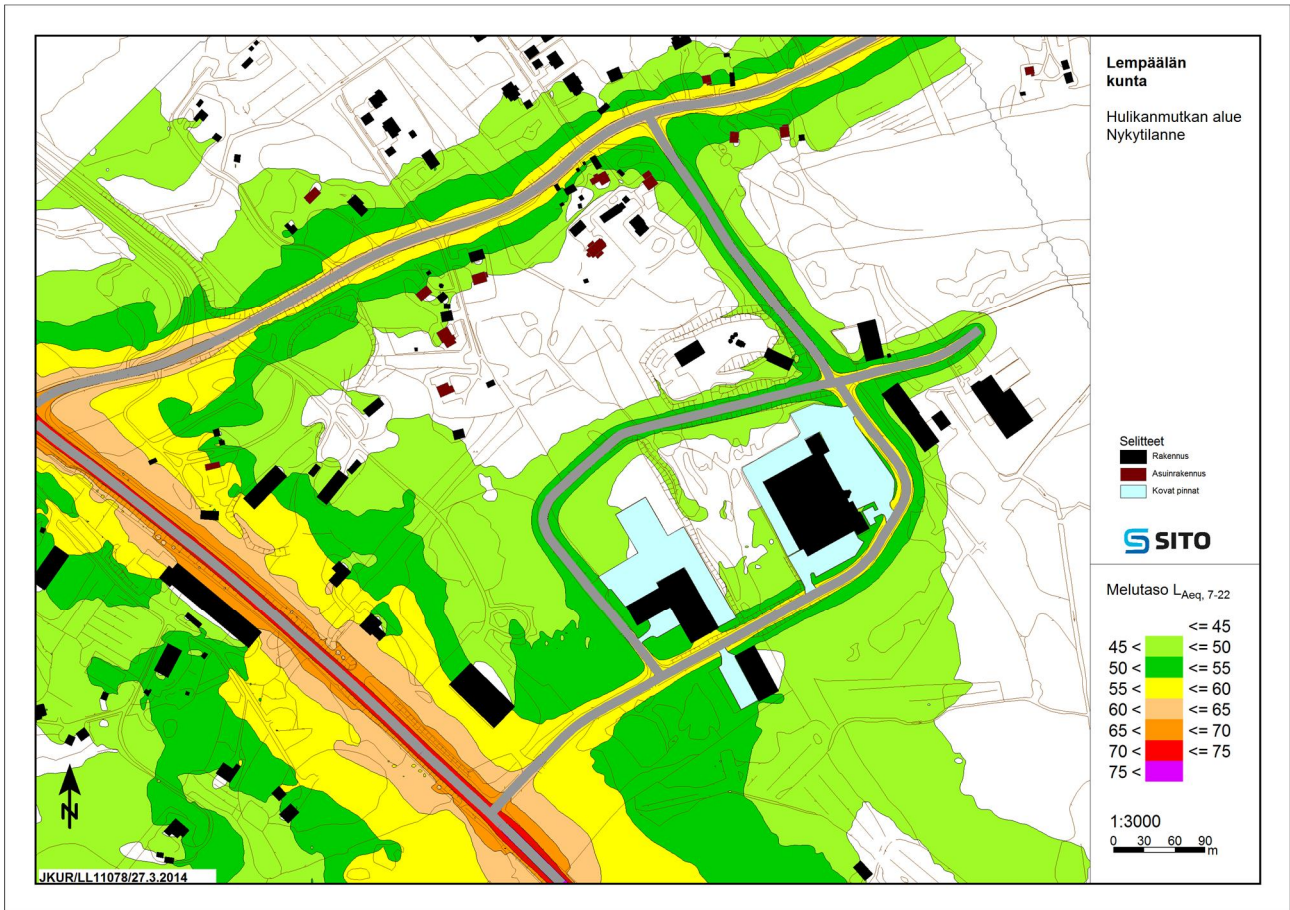 Lempäälän
kunta
Hulikanmutkan alue
Nykytilanne
Selitteet
Rakennus
Asuinrakennus
Kovat pinnat
SITO
Melutaso LAeq, 7-22
<= 45
45 < <= 50
50 < <= 55
55 < <= 60
60 < <= 65
65 < <= 70
70 < <= 75
75 <
1:3000
0 30 60 90
m
N
JKUR/LL11078/27.3.2014